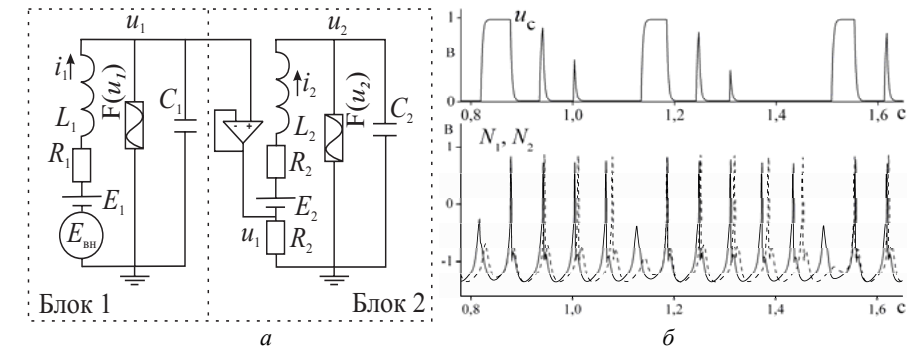 u₁
u₂
i₁
F(u₁)
C₁
- +
i₂
F(u₂)
C₂
L₁
L₂
R₁
R₂
E₁
E₂
Eвн
u₁
R₂
Блок 1
Блок 2
а
1
uс
В
0
0,8 1,0 1,2 1,4 1,6 с
В
N₁, N₂
1
0
-1
0,8 1,0 1,2 1,4 1,6 с
б